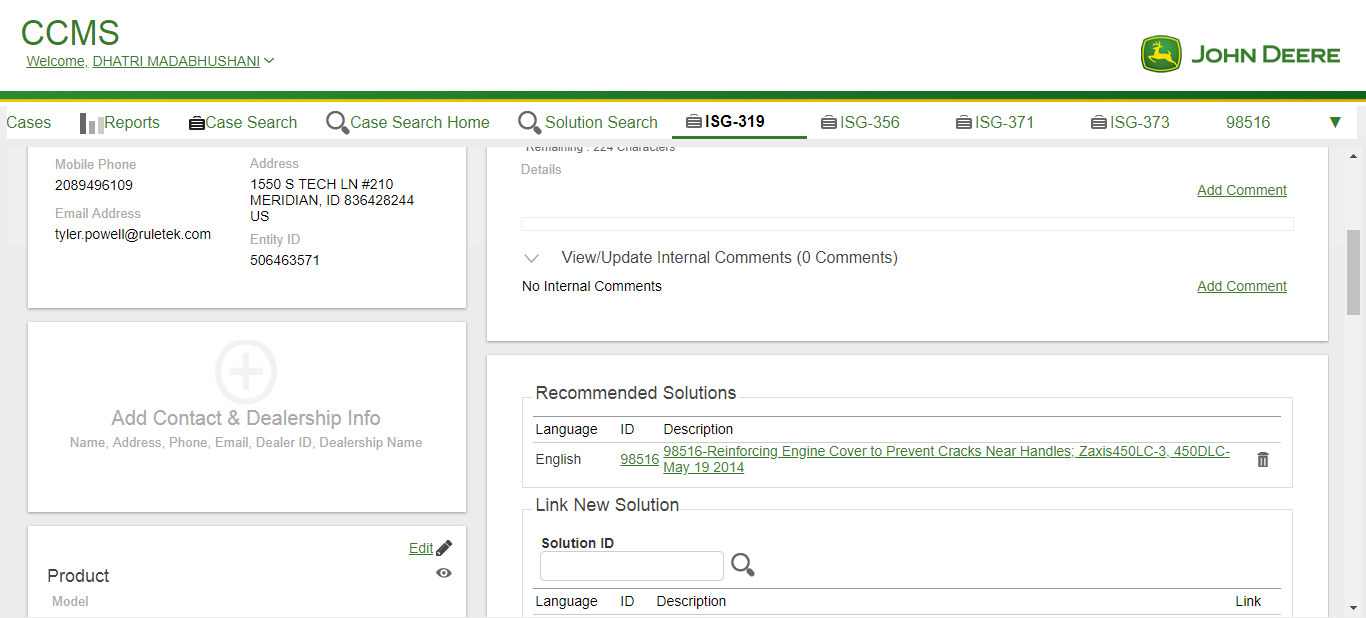 CCMS
Welcome, DHATRI MADABHUSHANI
JOHN DEERE
Cases
Reports
Case Search
Case Search Home
Solution Search
ISG-319
ISG-356
ISG-371
ISG-373
98516
Mobile Phone
2089496109
Email Address
tyler.powell@ruletek.com
Address
1550 S TECH LN #210
MERIDIAN, ID 836428244
US
Entity ID
506463571
Add Contact & Dealership Info
Name, Address, Phone, Email, Dealer ID, Dealership Name
Edit
Product
Model
Remaining : 224 Characters
Details
Add Comment
View/Update Internal Comments (0 Comments)
No Internal Comments
Add Comment
Recommended Solutions
Language ID Description
English 98516 98516-Reinforcing Engine Cover to Prevent Cracks Near Handles; Zaxis450LC-3, 450DLC-
May 19 2014
Link New Solution
Solution ID
Language ID Description Link